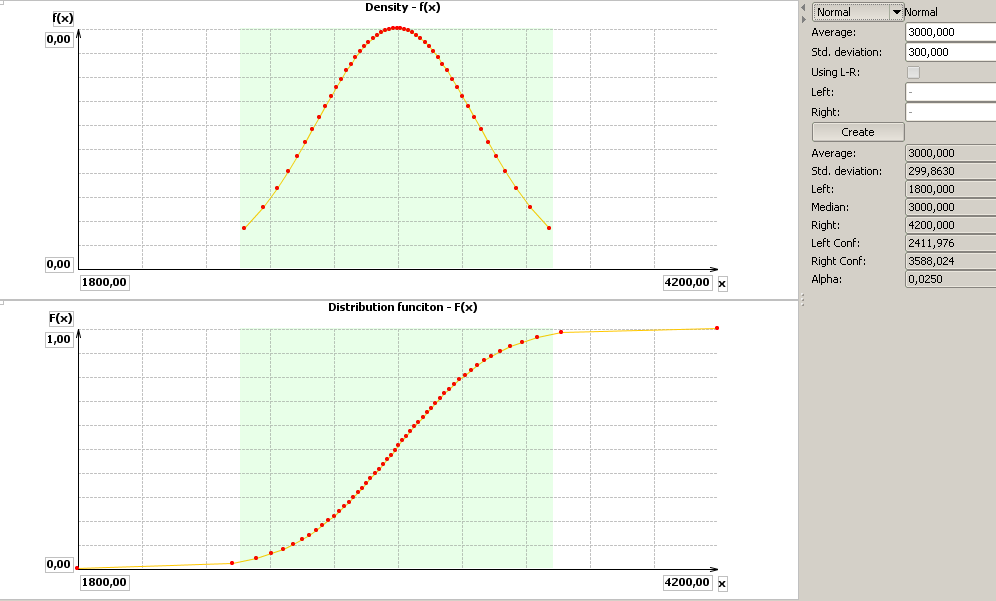 Density - f(x)
f(x)
0,00
0,00
1800,00
4200,00
x
Distribution funciton - F(x)
F(x)
1,00
0,00
1800,00
4200,00
x
Normal Normal
Average: 3000,000
Std. deviation: 300,000
Using L-R:
Left: -
Right: -
Create
Average: 3000,000
Std. deviation: 299,8630
Left: 1800,000
Median: 3000,000
Right: 4200,000
Left Conf: 2411,976
Right Conf: 3588,024
Alpha: 0,0250